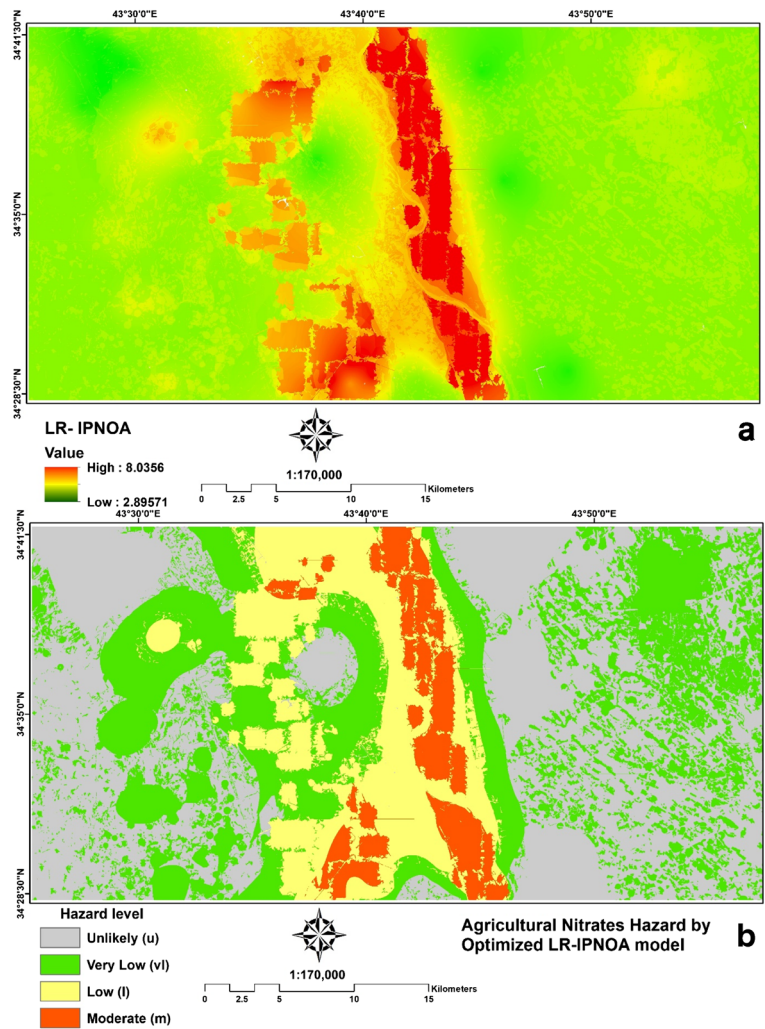 43°30'0"E 43°40'0"E 43°50'0"E
34°41'30"N
34°35'0"N
34°28'30"N
LR- IPNOA
Value
High : 8.0356
Low : 2.89571
1:170,000
Kilometers
0 2.5 5 10 15
a
43°30'0"E 43°40'0"E 43°50'0"E
34°41'30"N
34°35'0"N
34°28'30"N
Hazard level
Unlikely (u)
Very Low (vl)
Low (l)
Moderate (m)
1:170,000
Kilometers
0 2.5 5 10 15
Agricultural Nitrates Hazard by
Optimized LR-IPNOA model
b